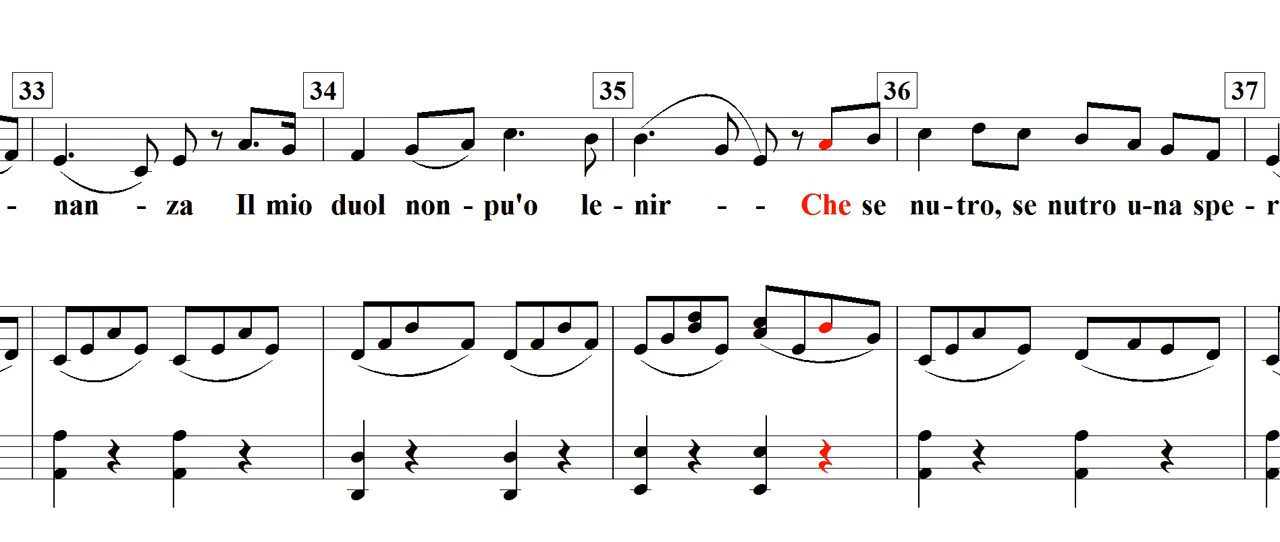 33 34 35 36 37
- nan - za Il mio duol non - pu'o le - nir - - Che se nu - tro, se nutro u-na spe - r